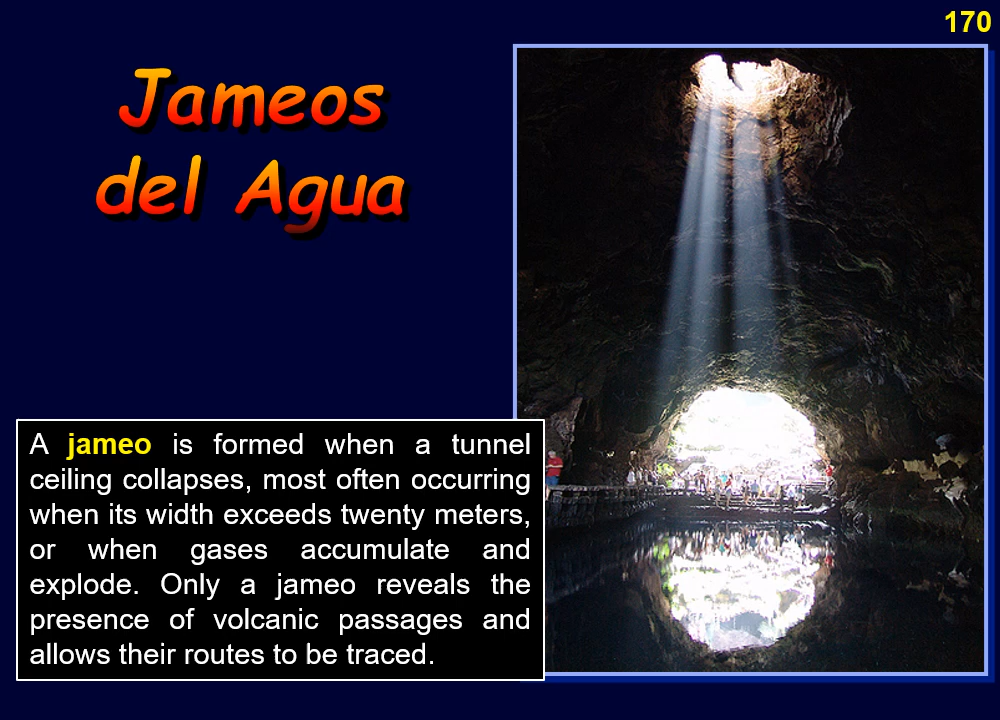 170
Jameos
del Agua
A jameo is formed when a tunnel
ceiling collapses, most often occurring
when its width exceeds twenty meters,
or when gases accumulate and
explode. Only a jameo reveals the
presence of volcanic passages and
allows their routes to be traced.